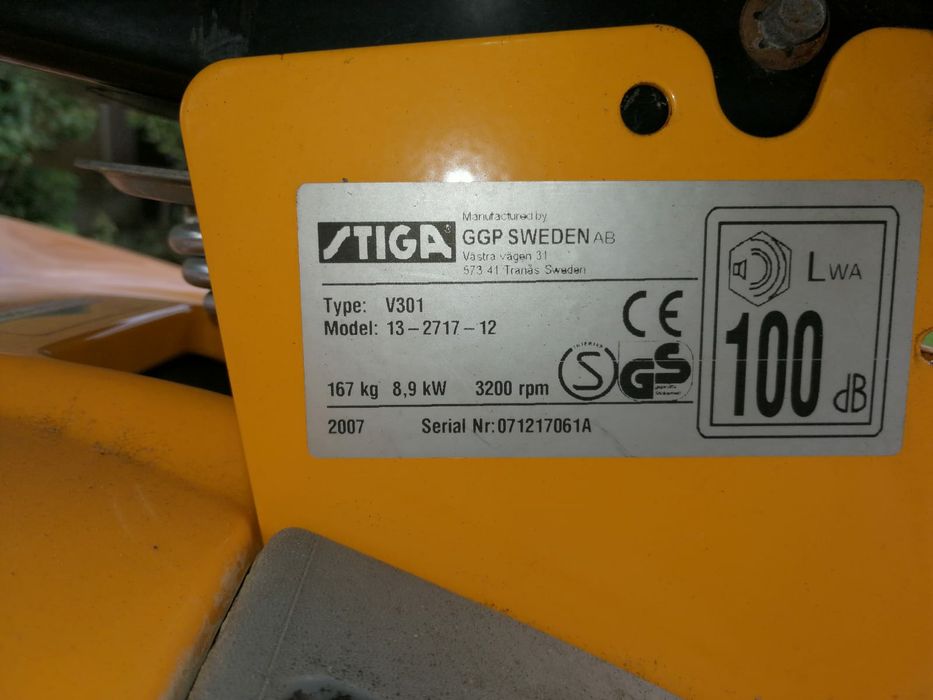 STIGA
Manufactured by
GGP SWEDEN AB
Västra vägen 31
573 41 Tranås Sweden
Type: V301
Model: 13-2717-12
CE
167 kg 8,9 kW 3200 rpm
S
GS
2007 Serial Nr:071217061A
LWA
100 dB